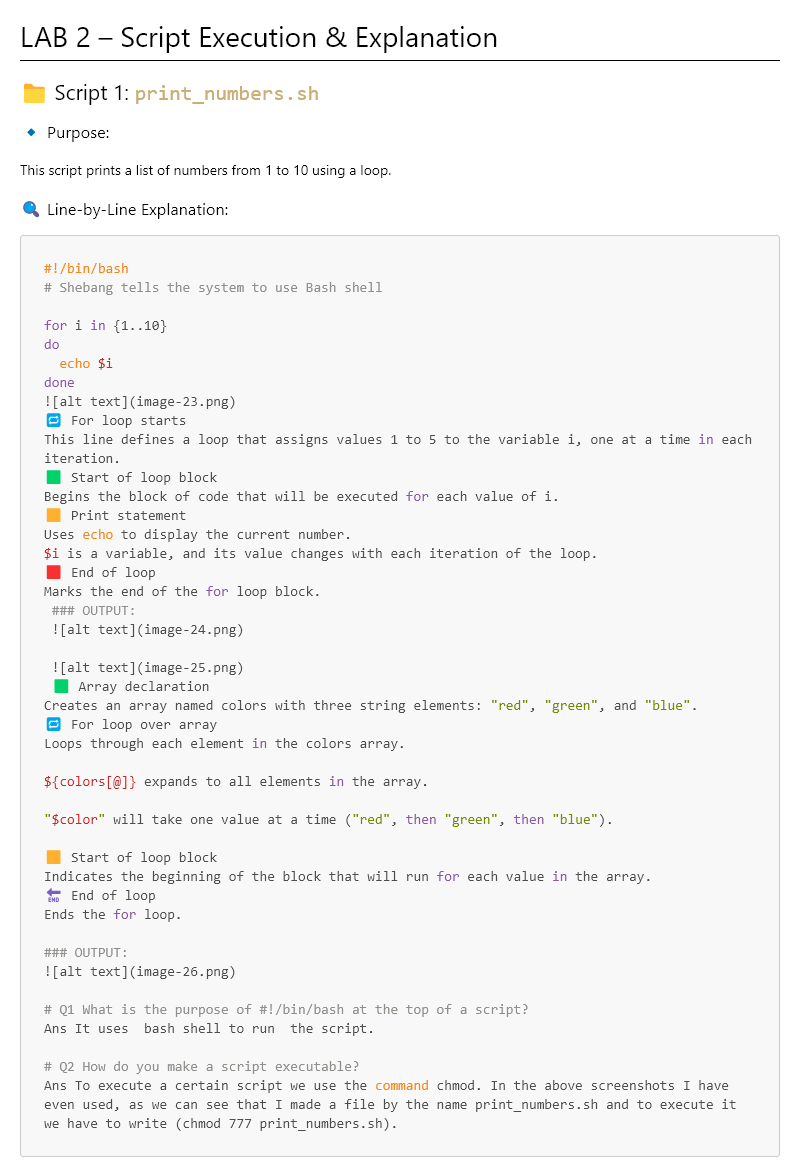 LAB 2 – Script Execution & Explanation
📁 Script 1: print_numbers.sh
🔹 Purpose:
This script prints a list of numbers from 1 to 10 using a loop.
🔍 Line-by-Line Explanation:
#!/bin/bash
# Shebang tells the system to use Bash shell
for i in {1..10}
do
echo $i
done
![alt text](image-23.png)
🔁 For loop starts
This line defines a loop that assigns values 1 to 5 to the variable i, one at a time in each
iteration.
🟩 Start of loop block
Begins the block of code that will be executed for each value of i.
🟧 Print statement
Uses echo to display the current number.
$i is a variable, and its value changes with each iteration of the loop.
🟥 End of loop
Marks the end of the for loop block.
### OUTPUT:
![alt text](image-24.png)
![alt text](image-25.png)
🟩 Array declaration
Creates an array named colors with three string elements: "red", "green", and "blue".
🔁 For loop over array
Loops through each element in the colors array.
${colors[@]} expands to all elements in the array.
"$color" will take one value at a time ("red", then "green", then "blue").
🟧 Start of loop block
Indicates the beginning of the block that will run for each value in the array.
🔚 End of loop
Ends the for loop.
### OUTPUT:
![alt text](image-26.png)
# Q1 What is the purpose of #!/bin/bash at the top of a script?
Ans It uses  bash shell to run  the script.
# Q2 How do you make a script executable?
Ans To execute a certain script we use the command chmod. In the above screenshots I have
even used, as we can see that I made a file by the name print_numbers.sh and to execute it
we have to write (chmod 777 print_numbers.sh).